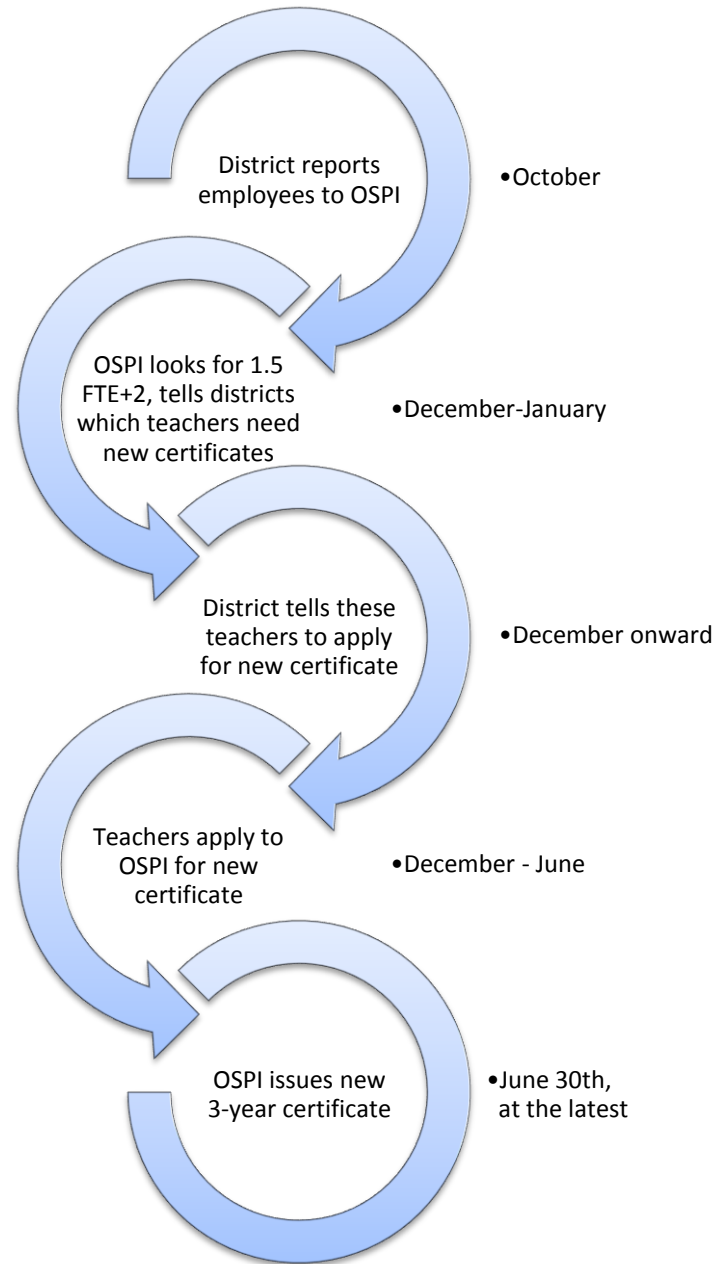 District reports
employees to OSPI
•October
OSPI looks for 1.5
FTE+2, tells districts
which teachers need
new certificates
•December-January
District tells these
teachers to apply
for new certificate
•December onward
Teachers apply to
OSPI for new
certificate
•December - June
OSPI issues new
3-year certificate
•June 30th,
at the latest